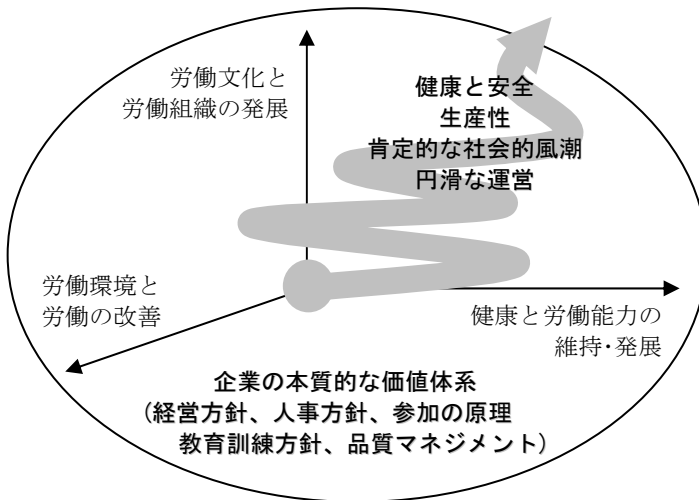 労働文化と
労働組織の発展
健康と安全
生産性
肯定的な社会的風潮
円滑な運営
労働環境と
労働の改善
健康と労働能力の
維持・発展
企業の本質的な価値体系
(経営方針、人事方針、参加の原理
教育訓練方針、品質マネジメント)